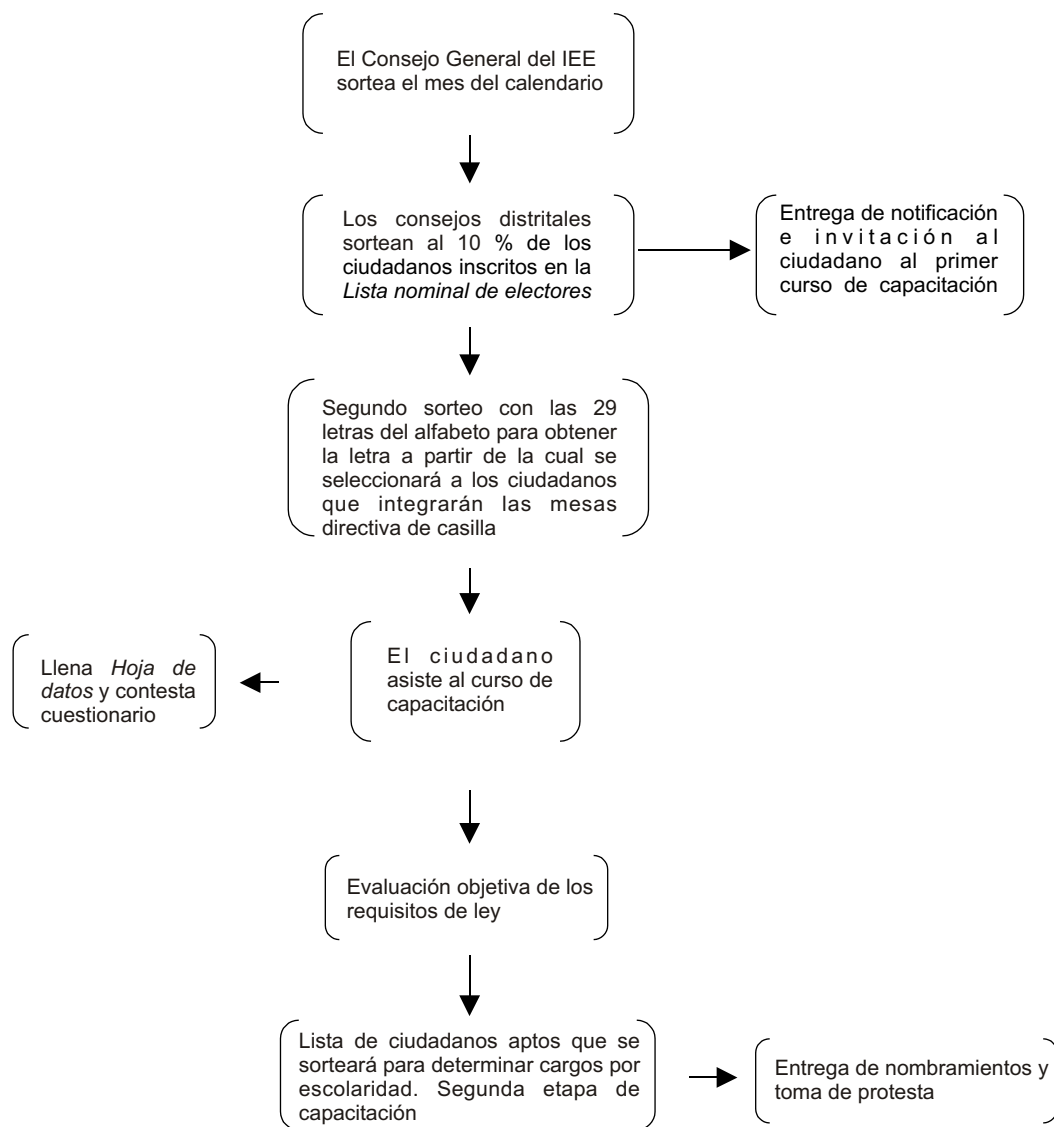 El Consejo General del IEE
sortea el mes del calendario
Los consejos distritales
sortean al 10 % de los
ciudadanos inscritos en la
Lista nominal de electores
Entrega de notificación
e invitación al
ciudadano al primer
curso de capacitación
Segundo sorteo con las 29
letras del alfabeto para obtener
la letra a partir de la cual se
seleccionará a los ciudadanos
que integrarán las mesas
directiva de casilla
El ciudadano
asiste al curso de
capacitación
Llena Hoja de
datos y contesta
cuestionario
Evaluación objetiva de los
requisitos de ley
Lista de ciudadanos aptos que se
sorteará para determinar cargos por
escolaridad. Segunda etapa de
capacitación
Entrega de nombramientos y
toma de protesta